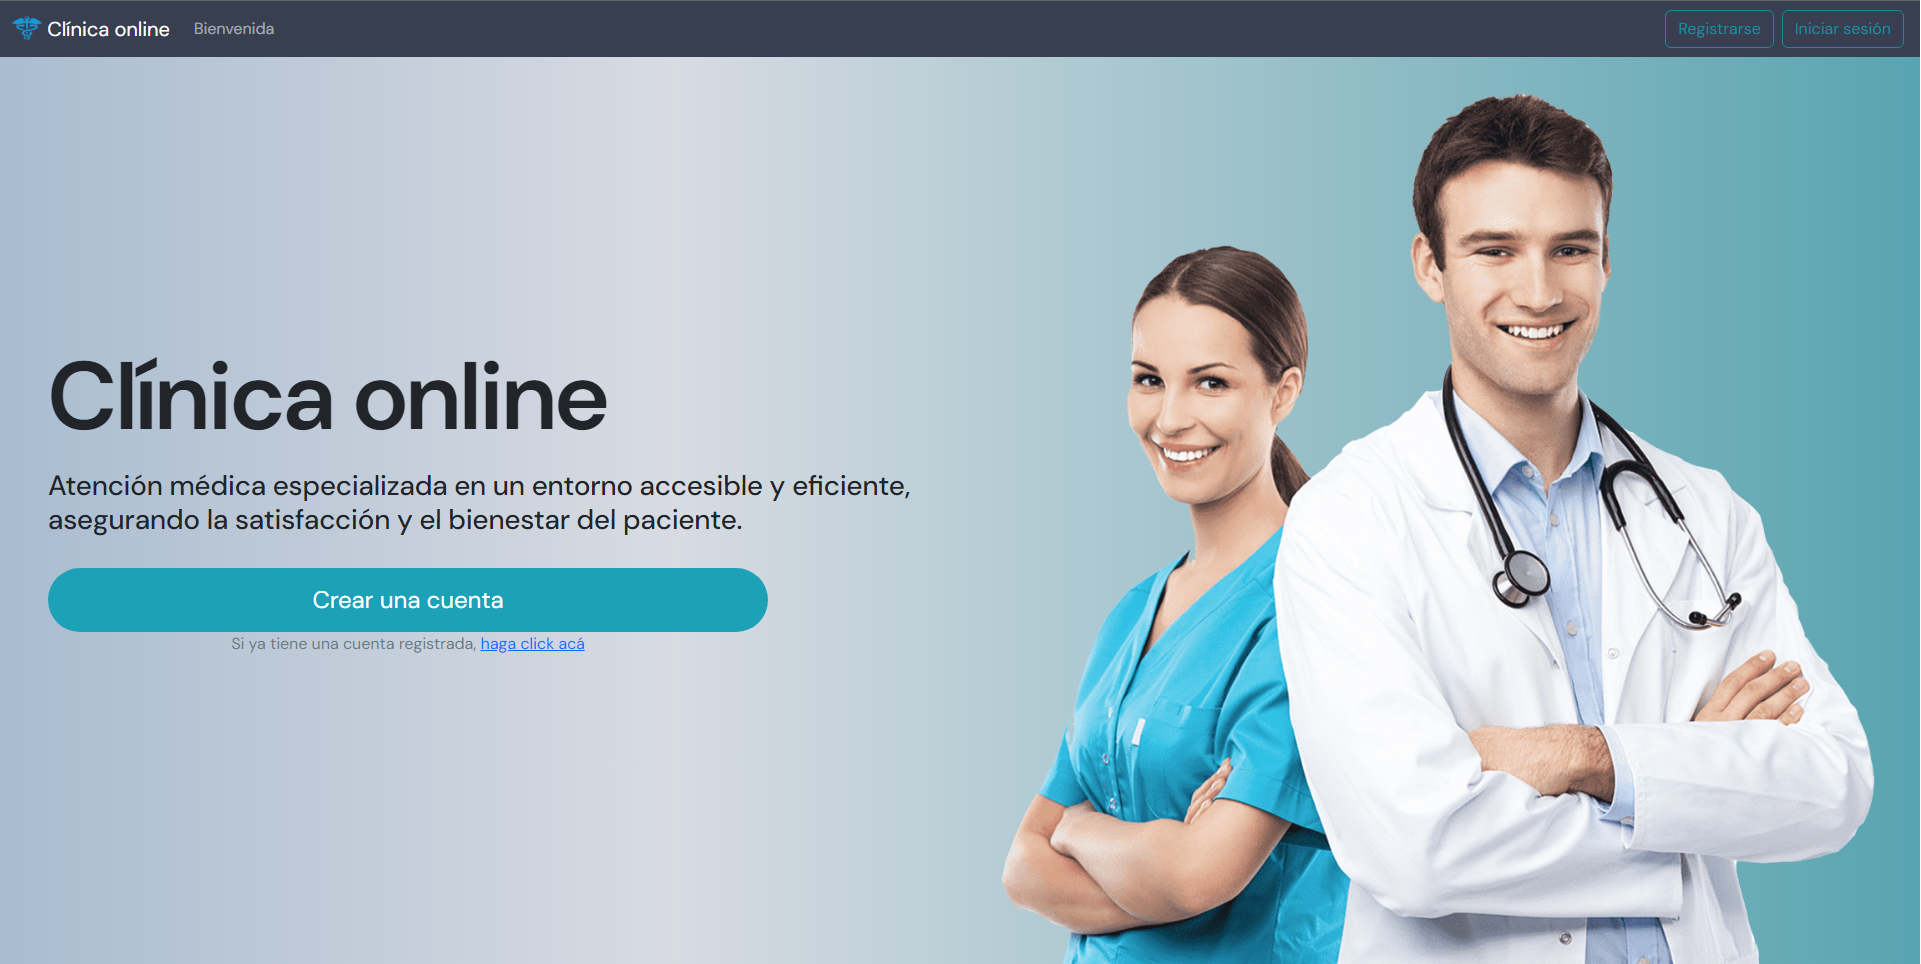 Clínica online
Bienvenida
Registrarse
Iniciar sesión
Clínica online
Atención médica especializada en un entorno accesible y eficiente,
asegurando la satisfacción y el bienestar del paciente.
Crear una cuenta
Si ya tiene una cuenta registrada, haga click acá